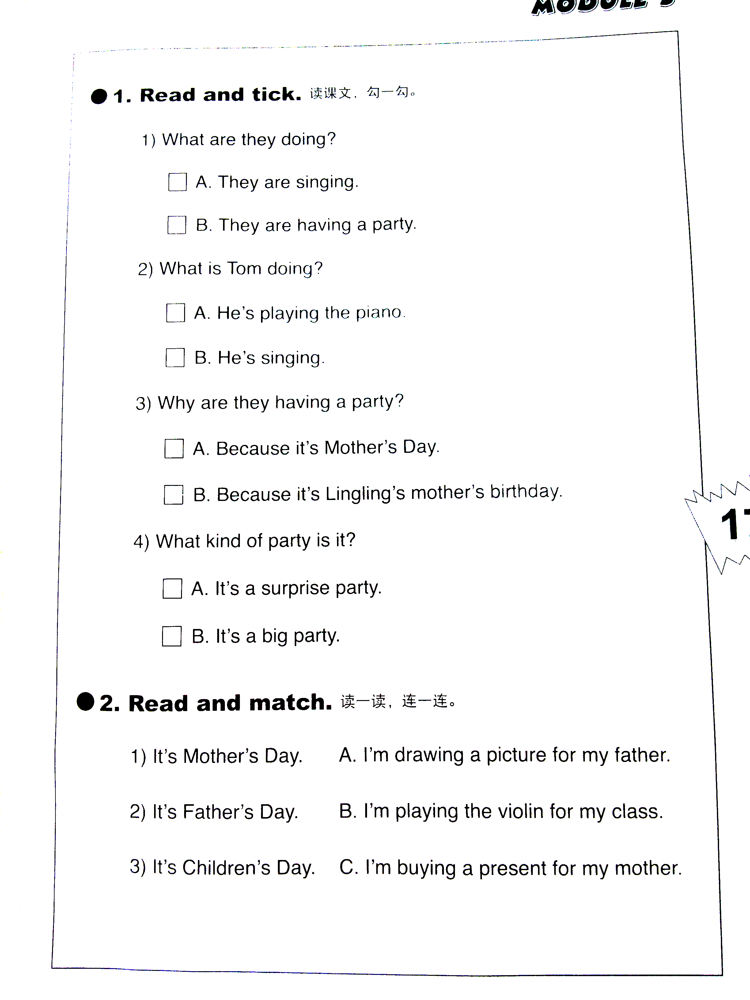 MODULE
1. Read and tick. 读课文，勾一勾。
1) What are they doing?
A. They are singing.
B. They are having a party.
2) What is Tom doing?
A. He's playing the piano.
B. He's singing.
3) Why are they having a party?
A. Because it's Mother's Day.
B. Because it's Lingling's mother's birthday.
4) What kind of party is it?
A. It's a surprise party.
B. It's a big party.
2. Read and match. 读一读，连一连。
1) It's Mother's Day. A. I'm drawing a picture for my father.
2) It's Father's Day. B. I'm playing the violin for my class.
3) It's Children's Day. C. I'm buying a present for my mother.